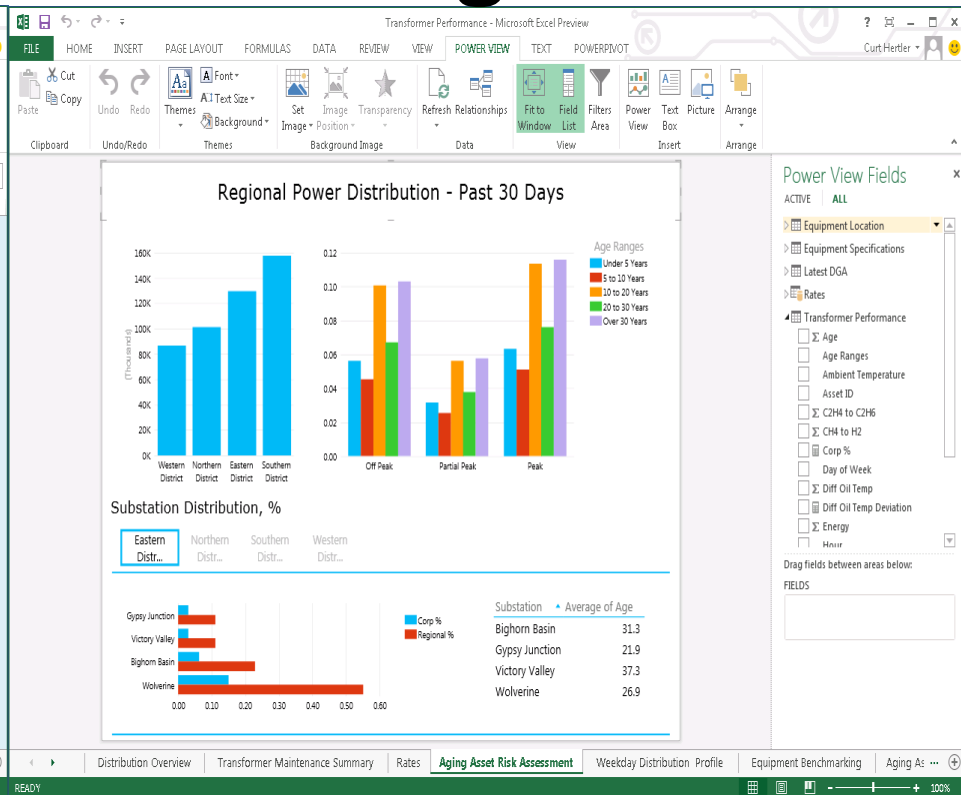 Transformer Performance - Microsoft Excel Preview
?
FILE HOME INSERT PAGE LAYOUT FORMULAS DATA REVIEW VIEW POWER VIEW TEXT POWERPIVOT Curt Hertler
Paste Cut Copy
Undo Redo
Themes Font Text Size Background
Set Image Image Position Transparency
Refresh Relationships
Fit to Window Field List Filters Area
Power View Text Box Picture
Arrange
Clipboard Undo/Redo Themes Background Image Data View Insert Arrange
Regional Power Distribution - Past 30 Days
(Thousands)
160K
140K
120K
100K
80K
60K
40K
20K
0K
Western District Northern District Eastern District Southern District
0.12
0.10
0.08
0.06
0.04
0.02
0.00
Off Peak Partial Peak Peak
Age Ranges
Under 5 Years
5 to 10 Years
10 to 20 Years
20 to 30 Years
Over 30 Years
Substation Distribution, %
Eastern Distr...
Northern Distr...
Southern Distr...
Western Distr...
Gypsy Junction
Victory Valley
Bighorn Basin
Wolverine
0.00 0.10 0.20 0.30 0.40 0.50 0.60
Corp %
Regional %
Substation Average of Age
Bighorn Basin 31.3
Gypsy Junction 21.9
Victory Valley 37.3
Wolverine 26.9
Power View Fields
ACTIVE ALL
Equipment Location
Equipment Specifications
Latest DGA
Rates
Transformer Performance
Σ Age
Age Ranges
Ambient Temperature
Asset ID
Σ C2H4 to C2H6
Σ CH4 to H2
Corp %
Day of Week
Σ Diff Oil Temp
Diff Oil Temp Deviation
Σ Energy
Hour
Drag fields between areas below:
FIELDS
Distribution Overview Transformer Maintenance Summary Rates Aging Asset Risk Assessment Weekday Distribution Profile Equipment Benchmarking Aging As ...
READY 100%